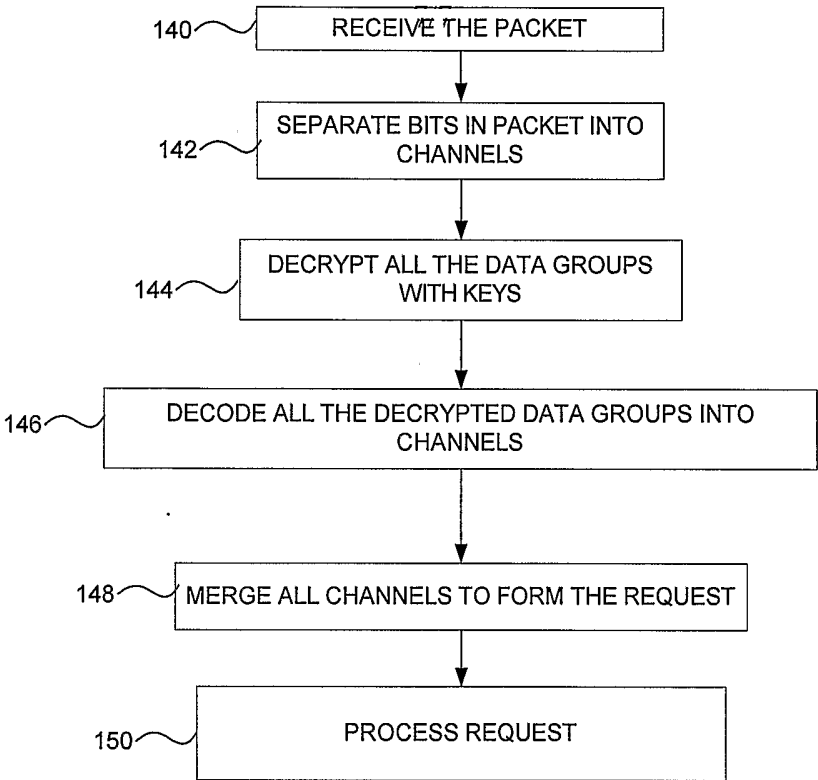 140
RECEIVE THE PACKET
142
SEPARATE BITS IN PACKET INTO
CHANNELS
144
DECRYPT ALL THE DATA GROUPS
WITH KEYS
146
DECODE ALL THE DECRYPTED DATA GROUPS INTO
CHANNELS
148
MERGE ALL CHANNELS TO FORM THE REQUEST
150
PROCESS REQUEST